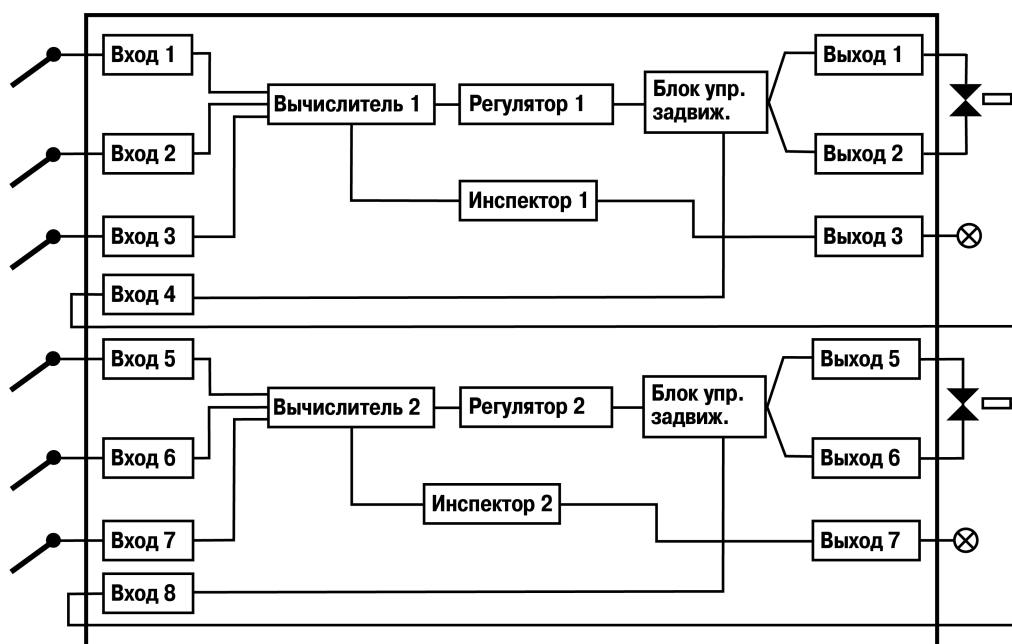 Вход 1
Выход 1
Вычислитель 1
Регулятор 1
Блок упр.
задвиж.
Вход 2
Выход 2
Инспектор 1
Вход 3
Выход 3
Вход 4
Вход 5
Выход 5
Вычислитель 2
Регулятор 2
Блок упр.
задвиж.
Вход 6
Выход 6
Инспектор 2
Вход 7
Выход 7
Вход 8